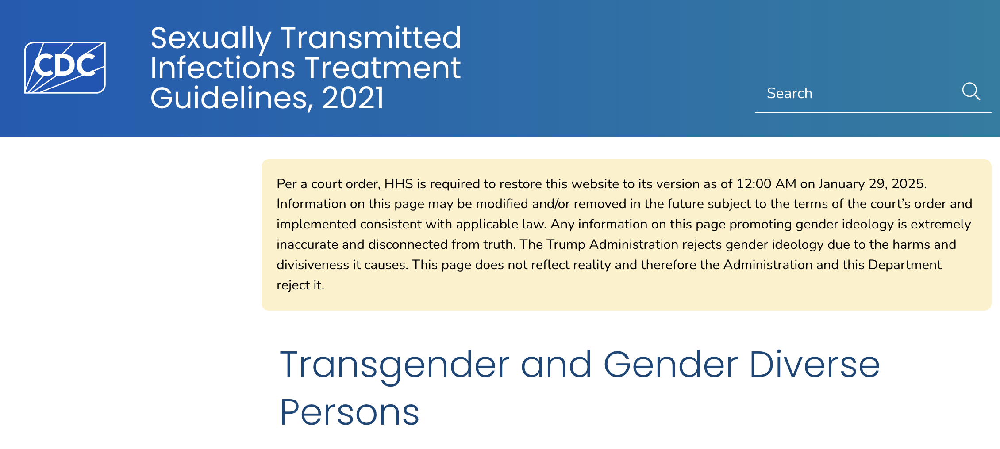 CDC
Sexually Transmitted
Infections Treatment
Guidelines, 2021
Search
Per a court order, HHS is required to restore this website to its version as of 12:00 AM on January 29, 2025.
Information on this page may be modified and/or removed in the future subject to the terms of the court’s order and
implemented consistent with applicable law. Any information on this page promoting gender ideology is extremely
inaccurate and disconnected from truth. The Trump Administration rejects gender ideology due to the harms and
divisiveness it causes. This page does not reflect reality and therefore the Administration and this Department
reject it.
Transgender and Gender Diverse
Persons